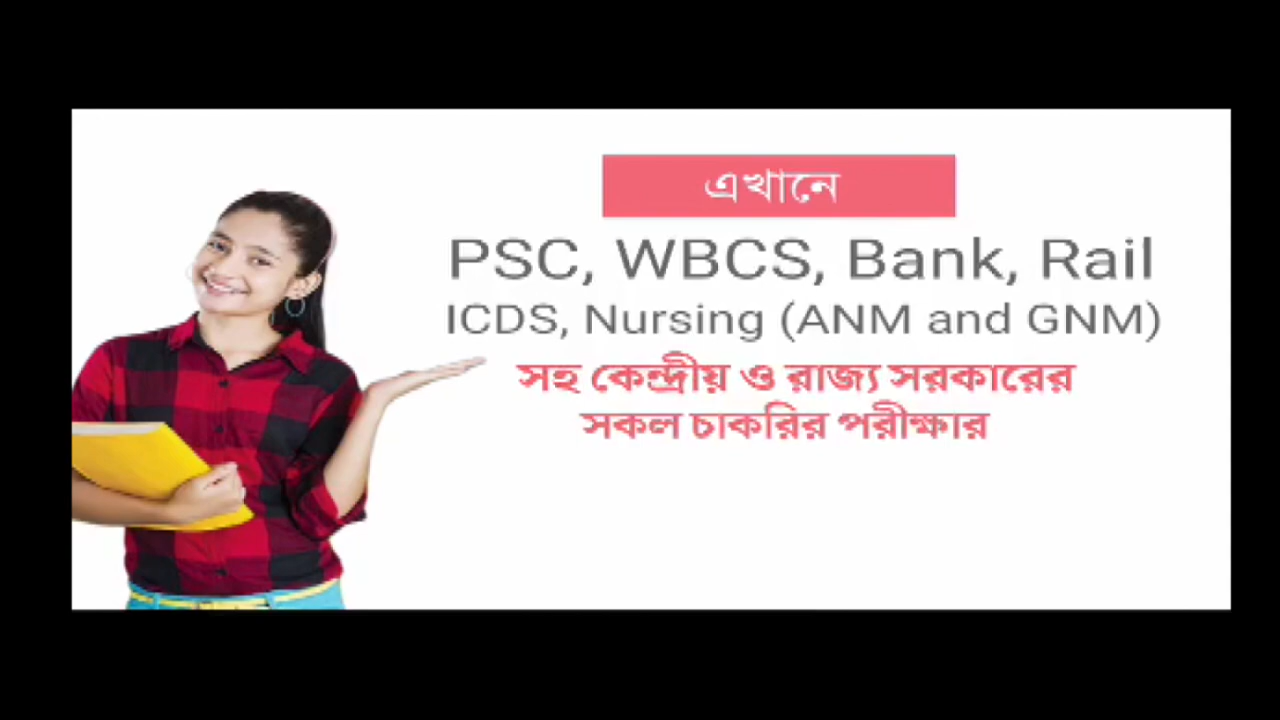 এখানে
PSC, WBCS, Bank, Rail
ICDS, Nursing (ANM and GNM)
সহ কেন্দ্রীয় ও রাজ্য সরকারের
সকল চাকরির পরীক্ষার